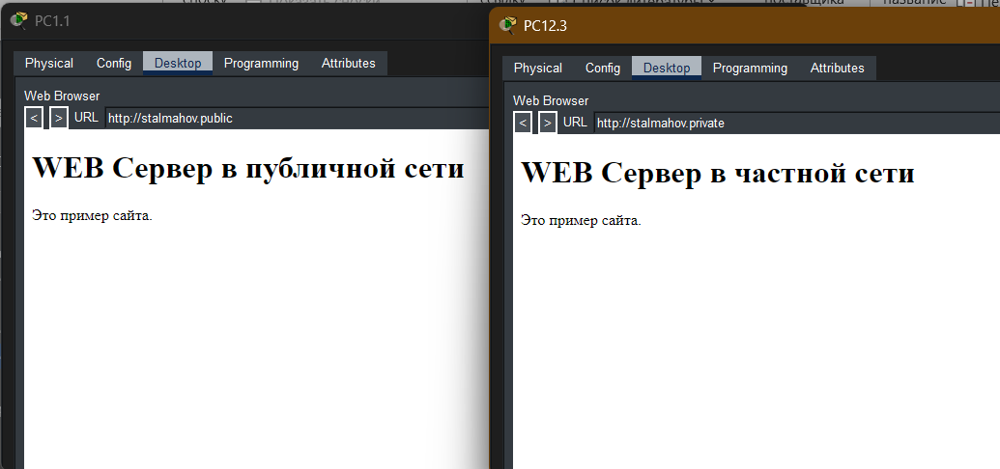 PC1.1
Physical Config Desktop Programming Attributes
Web Browser
< > URL http://stalmahov.public
WEB Сервер в публичной сети
Это пример сайта.
PC12.3
Physical Config Desktop Programming Attributes
Web Browser
< > URL http://stalmahov.private
WEB Сервер в частной сети
Это пример сайта.